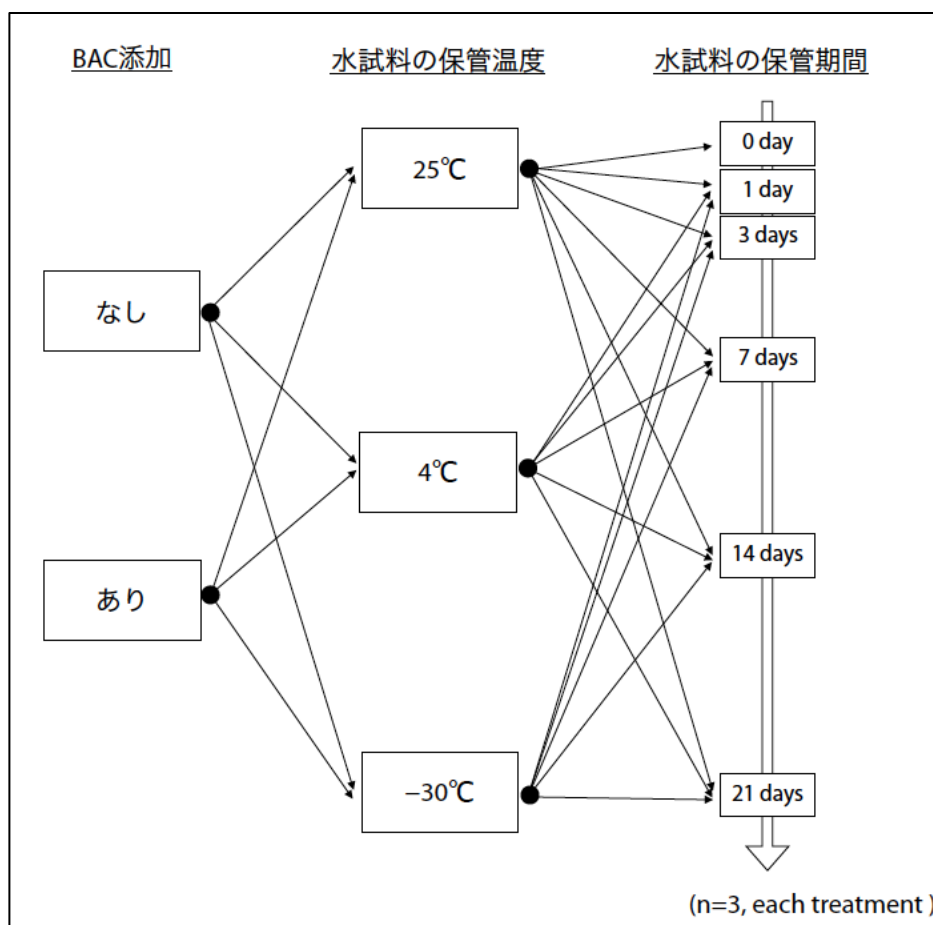 BAC添加
水試料の保管温度
水試料の保管期間
なし
あり
25℃
4℃
−30℃
0 day
1 day
3 days
7 days
14 days
21 days
(n=3, each treatment )